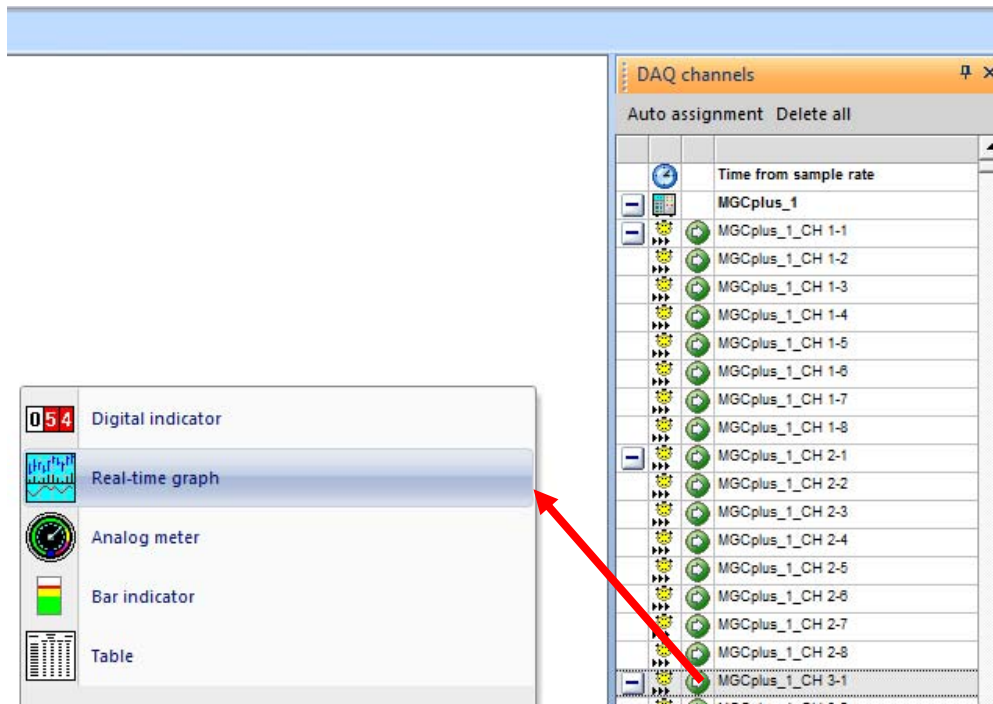 DAQ channels
Auto assignment Delete all
Time from sample rate
MGCplus_1
MGCplus_1_CH 1-1
MGCplus_1_CH 1-2
MGCplus_1_CH 1-3
MGCplus_1_CH 1-4
MGCplus_1_CH 1-5
MGCplus_1_CH 1-6
MGCplus_1_CH 1-7
MGCplus_1_CH 1-8
MGCplus_1_CH 2-1
MGCplus_1_CH 2-2
MGCplus_1_CH 2-3
MGCplus_1_CH 2-4
MGCplus_1_CH 2-5
MGCplus_1_CH 2-6
MGCplus_1_CH 2-7
MGCplus_1_CH 2-8
MGCplus_1_CH 3-1
054 Digital indicator
Real-time graph
Analog meter
Bar indicator
Table